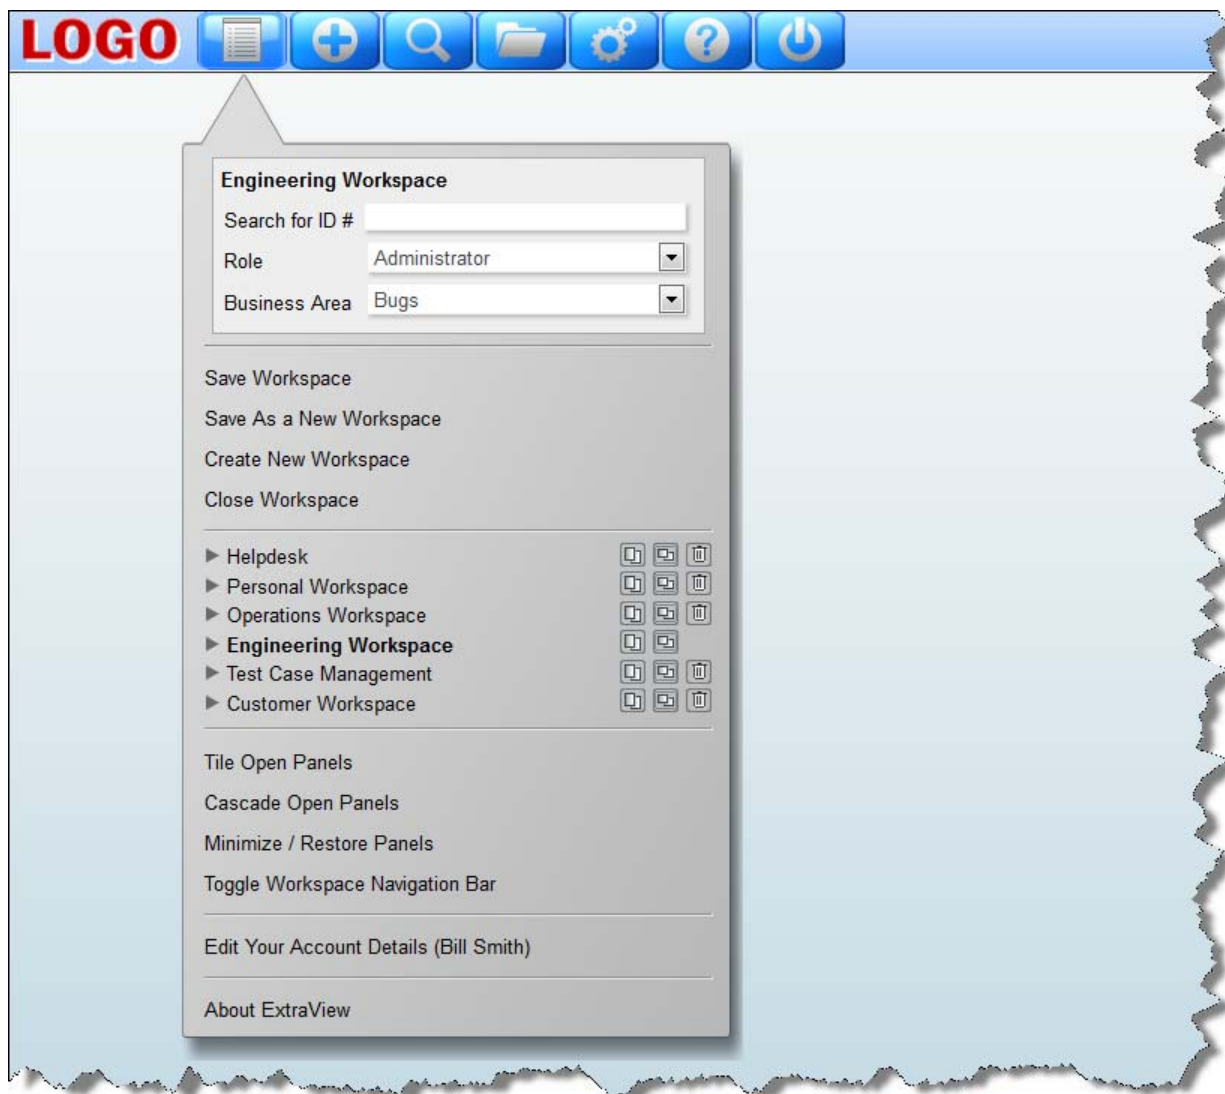 LOGO
Engineering Workspace
Search for ID #
Role Administrator
Business Area Bugs
Save Workspace
Save As a New Workspace
Create New Workspace
Close Workspace
Helpdesk
Personal Workspace
Operations Workspace
Engineering Workspace
Test Case Management
Customer Workspace
Tile Open Panels
Cascade Open Panels
Minimize / Restore Panels
Toggle Workspace Navigation Bar
Edit Your Account Details (Bill Smith)
About ExtraView